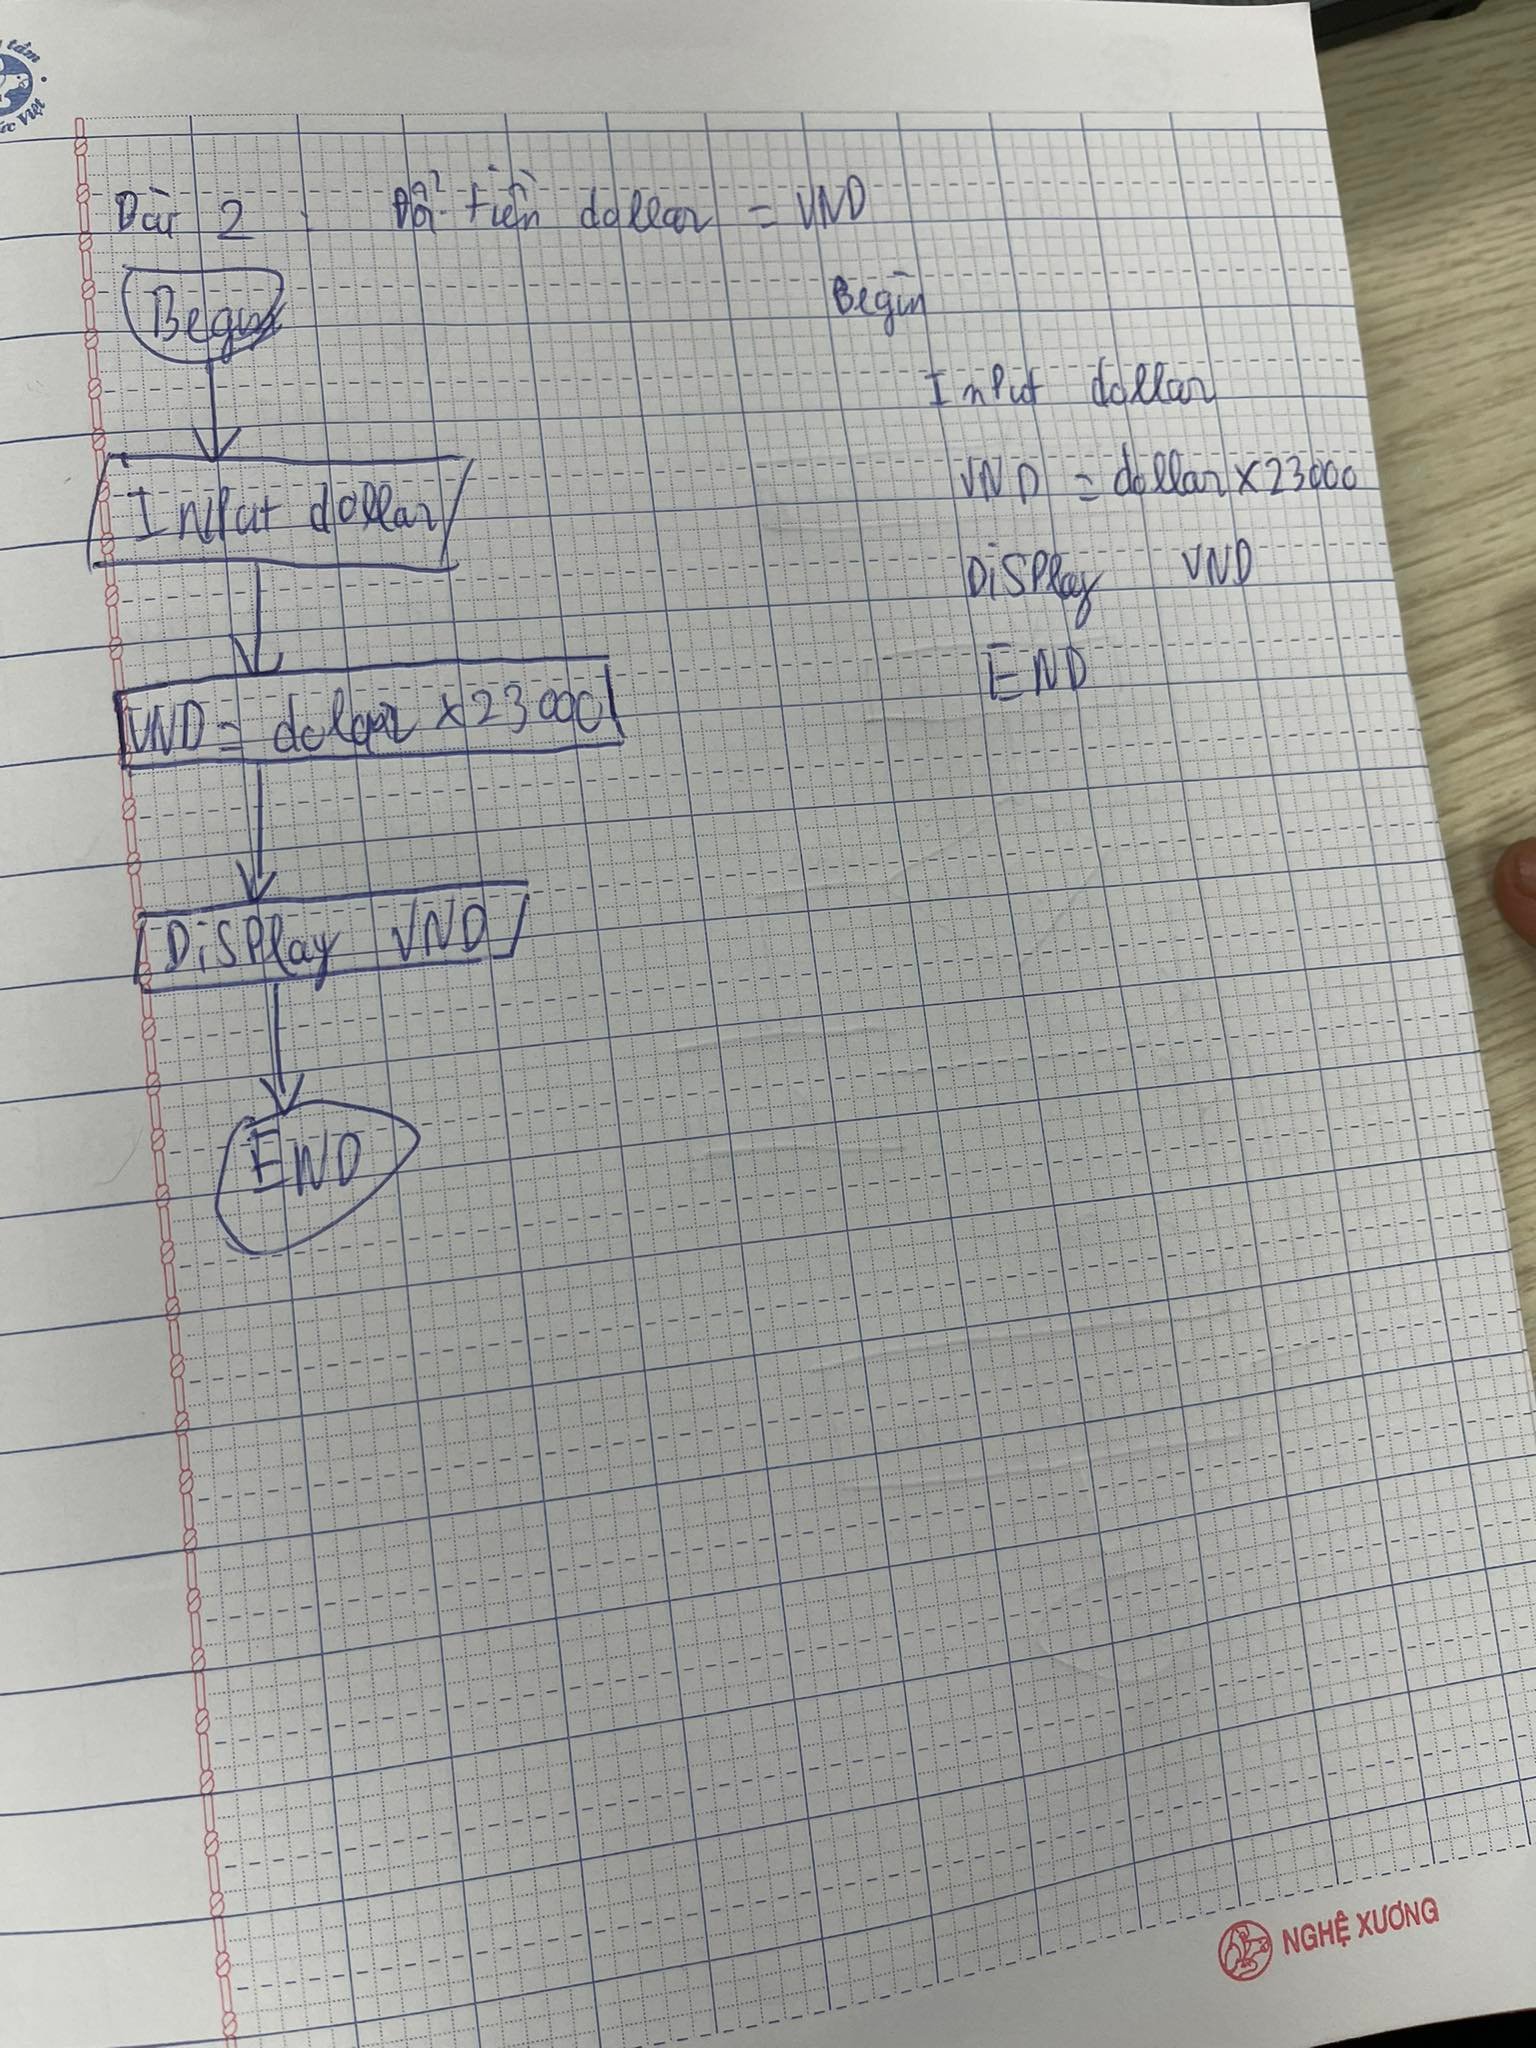 Bài 2 : Đổi tiền dollar = VND
Begin
Input dollar
VND = dolar x 23000
Display VND
END
Begin
Input dollar
VND = dollar x 23000
Display VND
END
NGHỆ XƯƠNG